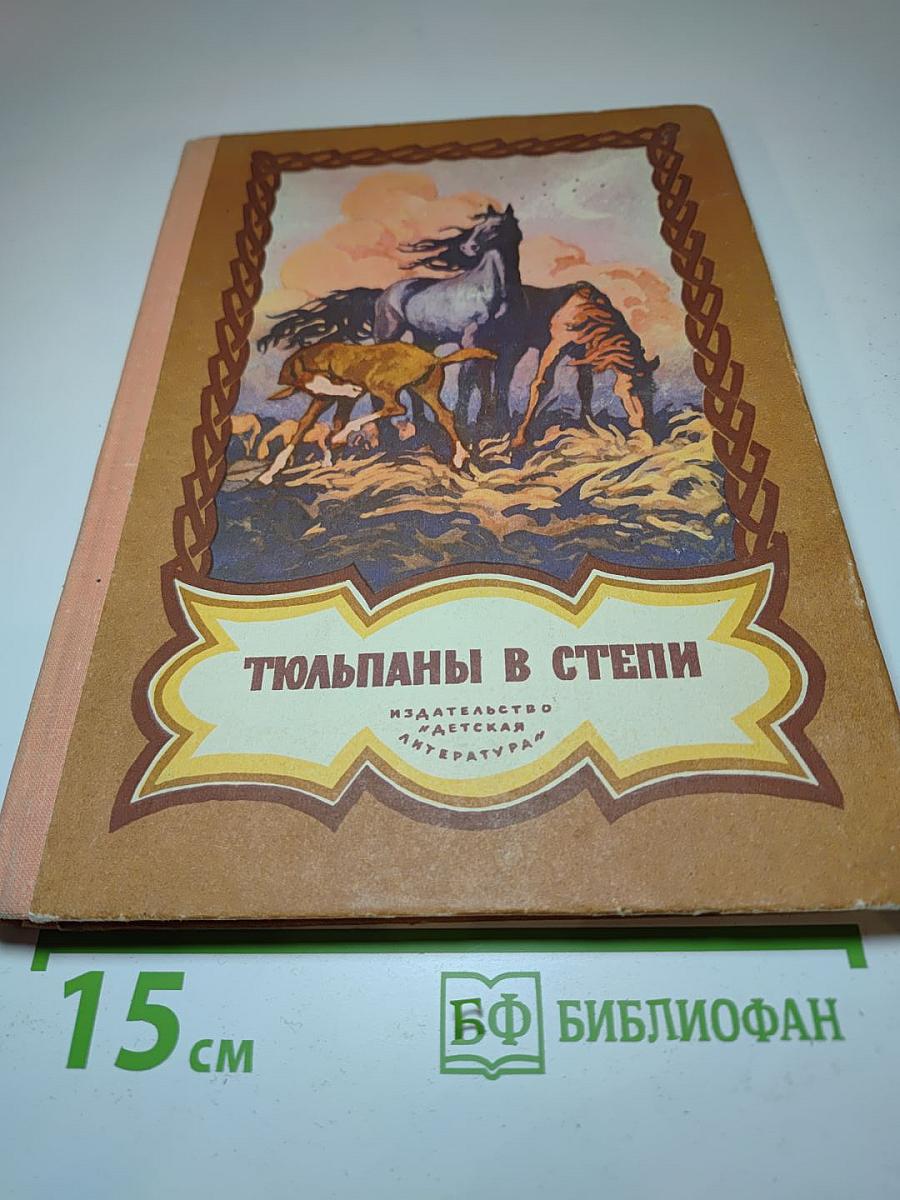 ТЮЛЬПАНЫ В СТЕПИ
ИЗДАТЕЛЬСТВО
"ДЕТСКАЯ
ЛИТЕРАТУРА"
15 см
БФ БИБЛИОФАН